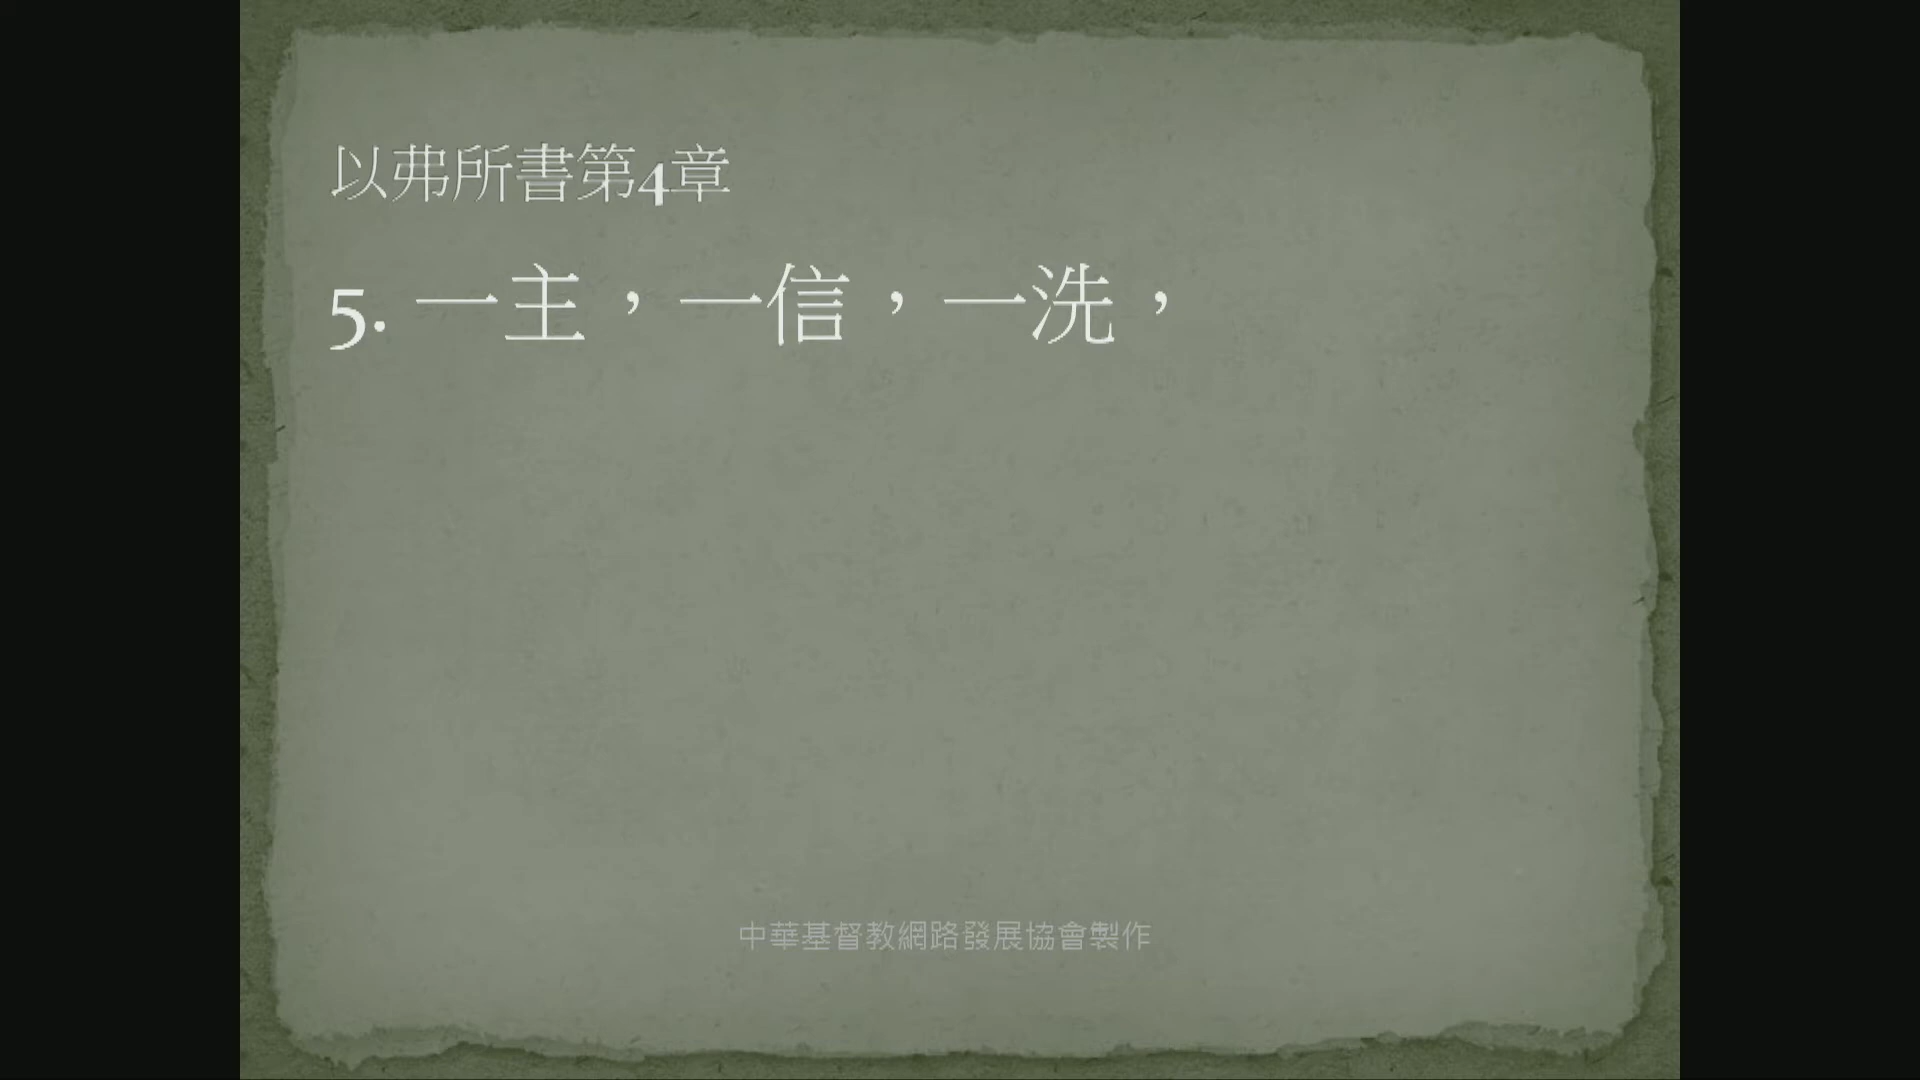 以弗所書第4章
5. 一主，一信，一洗，
中華基督教網路發展協會製作